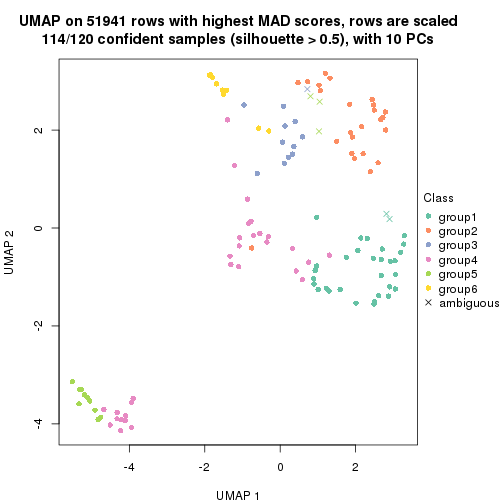 UMAP on 51941 rows with highest MAD scores, rows are scaled
114/120 confident samples (silhouette > 0.5), with 10 PCs
Class
group1
group2
group3
group4
group5
group6
ambiguous
2
0
-2
-4
UMAP 2
-4
-2
0
2
UMAP 1